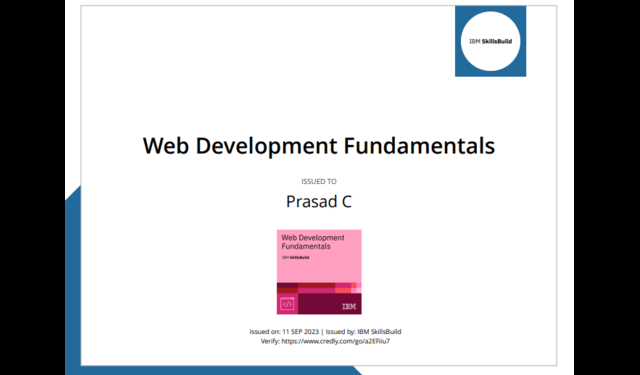 IBM SkillsBuild
Web Development Fundamentals
ISSUED TO
Prasad C
Web Development
Fundamentals
IBM SkillsBuild
</>
IBM
Issued on: 11 SEP 2023 | Issued by: IBM SkillsBuild
Verify: https://www.credly.com/go/a2EFiiu7